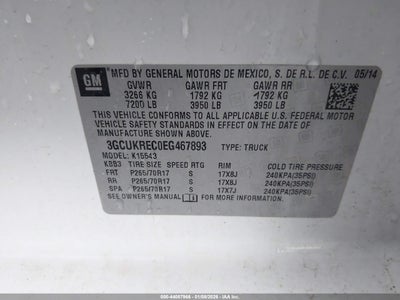 GM
MFD BY GENERAL MOTORS DE MEXICO, S. DE R.L. DE C.V. 05/14
GVWR GAWR FRT GAWR RR
3266 KG 1792 KG 1792 KG
7200 LB 3950 LB 3950 LB
THIS VEHICLE CONFORMS TO ALL APPLICABLE U.S. FEDERAL MOTOR
VEHICLE SAFETY, AND THEFT PREVENTION STANDARDS IN
EFFECT ON THE DATE OF MANUFACTURE SHOWN ABOVE.
3GCUKREC0EG467893 TYPE: TRUCK
MODEL: K15543
TIRE SIZE SPEED RTG RIM COLD TIRE PRESSURE
FRT P265/70R17 S 17X8J 240KPA(35PSI)
RR P265/70R17 S 17X8J 240KPA(35PSI)
SPA P265/70R17 S 17X7J 240KPA(35PSI)
SEE OWNER'S MANUAL FOR MORE INFORMATION.